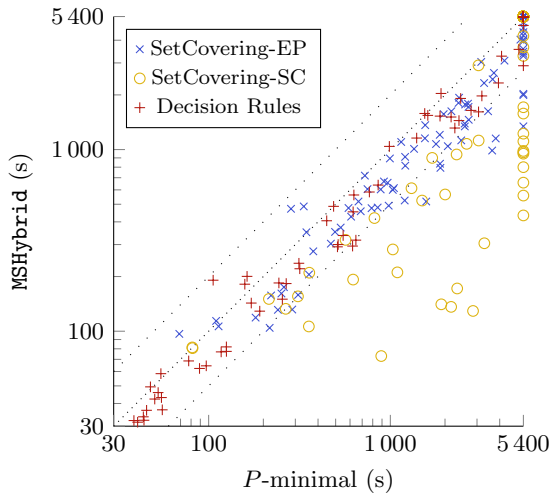 5 400
1 000
100
30
MSHybrid (s)
SetCovering-EP
SetCovering-SC
Decision Rules
30
100
1 000
5 400
P-minimal (s)